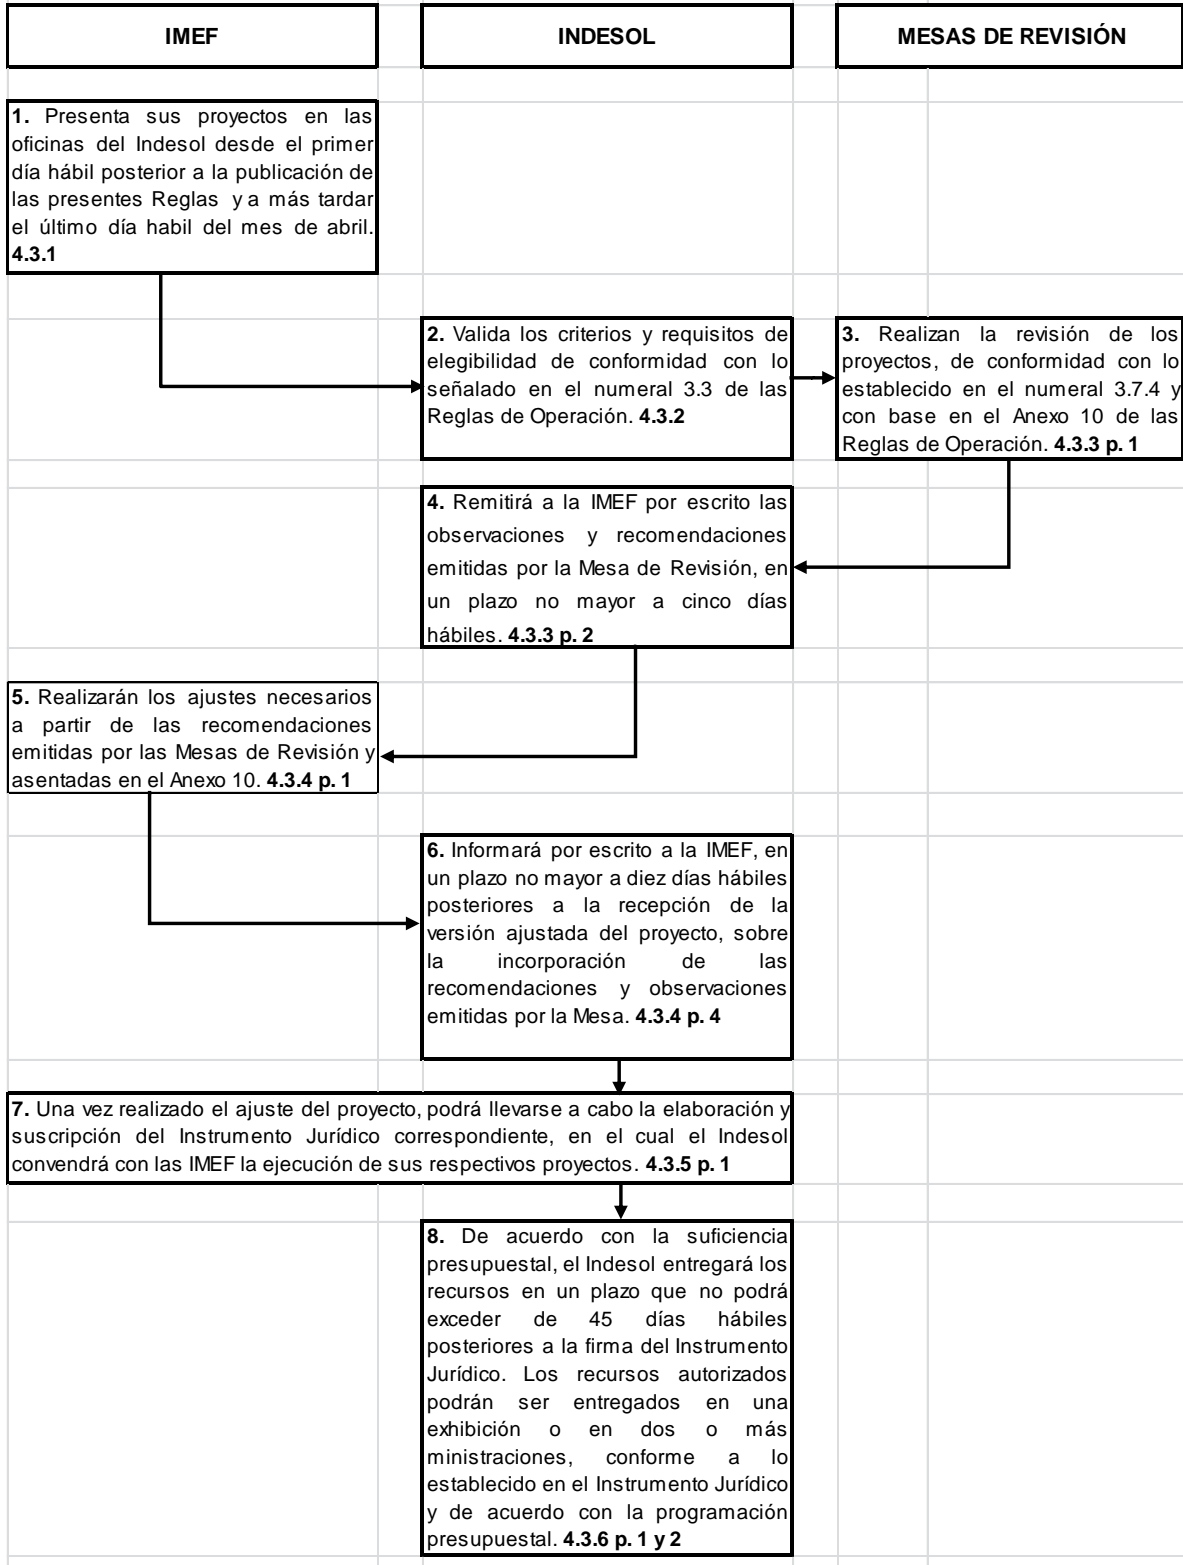 IMEF
INDESOL
MESAS DE REVISIÓN
1. Presenta sus proyectos en las
oficinas del Indesol desde el primer
día hábil posterior a la publicación de
las presentes Reglas y a más tardar
el último día habil del mes de abril.
4.3.1
2. Valida los criterios y requisitos de
elegibilidad de conformidad con lo
señalado en el numeral 3.3 de las
Reglas de Operación. 4.3.2
3. Realizan la revisión de los
proyectos, de conformidad con lo
establecido en el numeral 3.7.4 y
con base en el Anexo 10 de las
Reglas de Operación. 4.3.3 p. 1
4. Remitirá a la IMEF por escrito las
observaciones y recomendaciones
emitidas por la Mesa de Revisión, en
un plazo no mayor a cinco días
hábiles. 4.3.3 p. 2
5. Realizarán los ajustes necesarios
a partir de las recomendaciones
emitidas por las Mesas de Revisión y
asentadas en el Anexo 10. 4.3.4 p. 1
6. Informará por escrito a la IMEF, en
un plazo no mayor a diez días hábiles
posteriores a la recepción de la
versión ajustada del proyecto, sobre
la incorporación de las
recomendaciones y observaciones
emitidas por la Mesa. 4.3.4 p. 4
7. Una vez realizado el ajuste del proyecto, podrá llevarse a cabo la elaboración y
suscripción del Instrumento Jurídico correspondiente, en el cual el Indesol
convendrá con las IMEF la ejecución de sus respectivos proyectos. 4.3.5 p. 1
8. De acuerdo con la suficiencia
presupuestal, el Indesol entregará los
recursos en un plazo que no podrá
exceder de 45 días hábiles
posteriores a la firma del Instrumento
Jurídico. Los recursos autorizados
podrán ser entregados en una
exhibición o en dos o más
ministraciones, conforme a lo
establecido en el Instrumento Jurídico
y de acuerdo con la programación
presupuestal. 4.3.6 p. 1 y 2